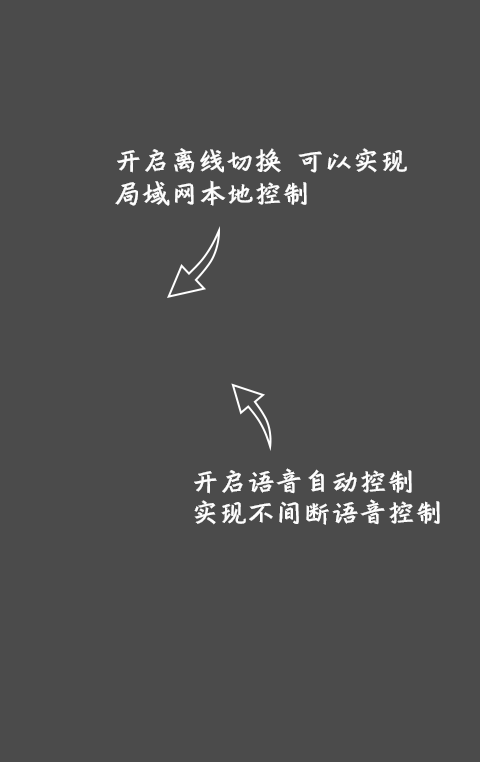 开启离线切换 可以实现
局域网本地控制
开启语音自动控制
实现不间断语音控制